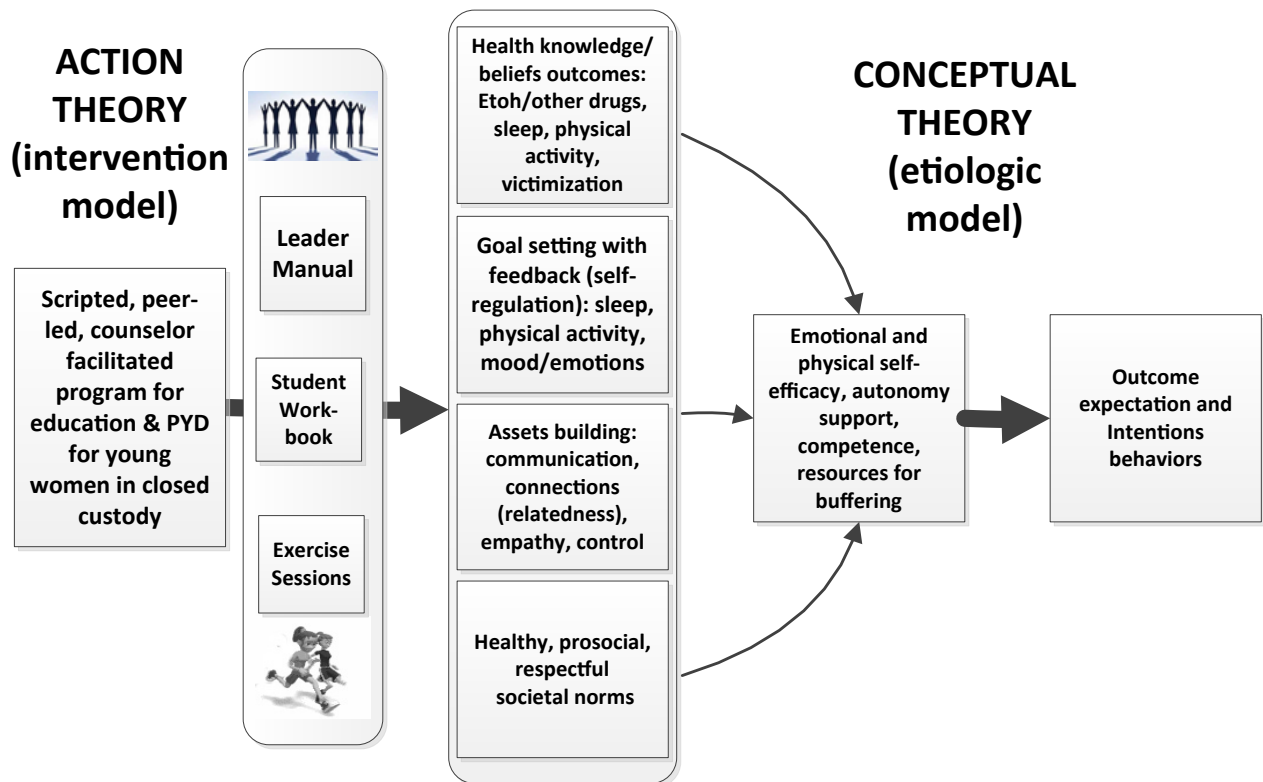 ACTION
THEORY
(intervention
model)
Scripted, peer-
led, counselor
facilitated
program for
education & PYD
for young
women in closed
custody
Leader
Manual
Student
Work-
book
Exercise
Sessions
Health knowledge/
beliefs outcomes:
Etoh/other drugs,
sleep, physical
activity,
victimization
Goal setting with
feedback (self-
regulation): sleep,
physical activity,
mood/emotions
Assets building:
communication,
connections
(relatedness),
empathy, control
Healthy, prosocial,
respectful
societal norms
CONCEPTUAL
THEORY
(etiologic
model)
Emotional and
physical self-
efficacy, autonomy
support,
competence,
resources for
buffering
Outcome
expectation and
Intentions
behaviors